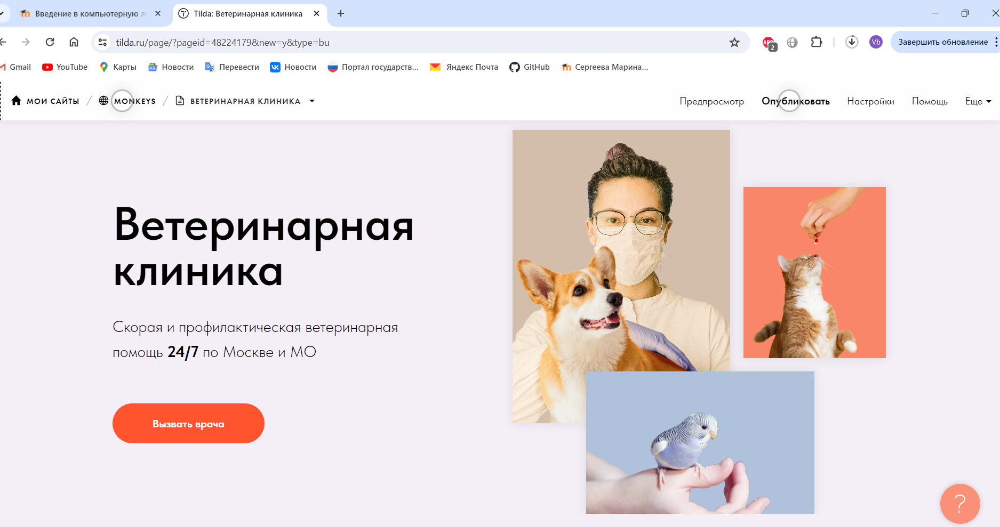 Введение в компьютерную
Tilda: Ветеринарная клиника
tilda.ru/page/?pageid=48224179&new=y&type=bu
2
Vb
Завершить обновление
Gmail
YouTube
Карты
Новости
Перевести
Новости
Портал государств...
Яндекс Почта
GitHub
Сергеева Марина...
МОИ САЙТЫ / MONKEYS / ВЕТЕРИНАРНАЯ КЛИНИКА
Предпросмотр
Опубликовать
Настройки
Помощь
Еще
Ветеринарная
клиника
Скорая и профилактическая ветеринарная
помощь 24/7 по Москве и МО
Вызвать врача
?